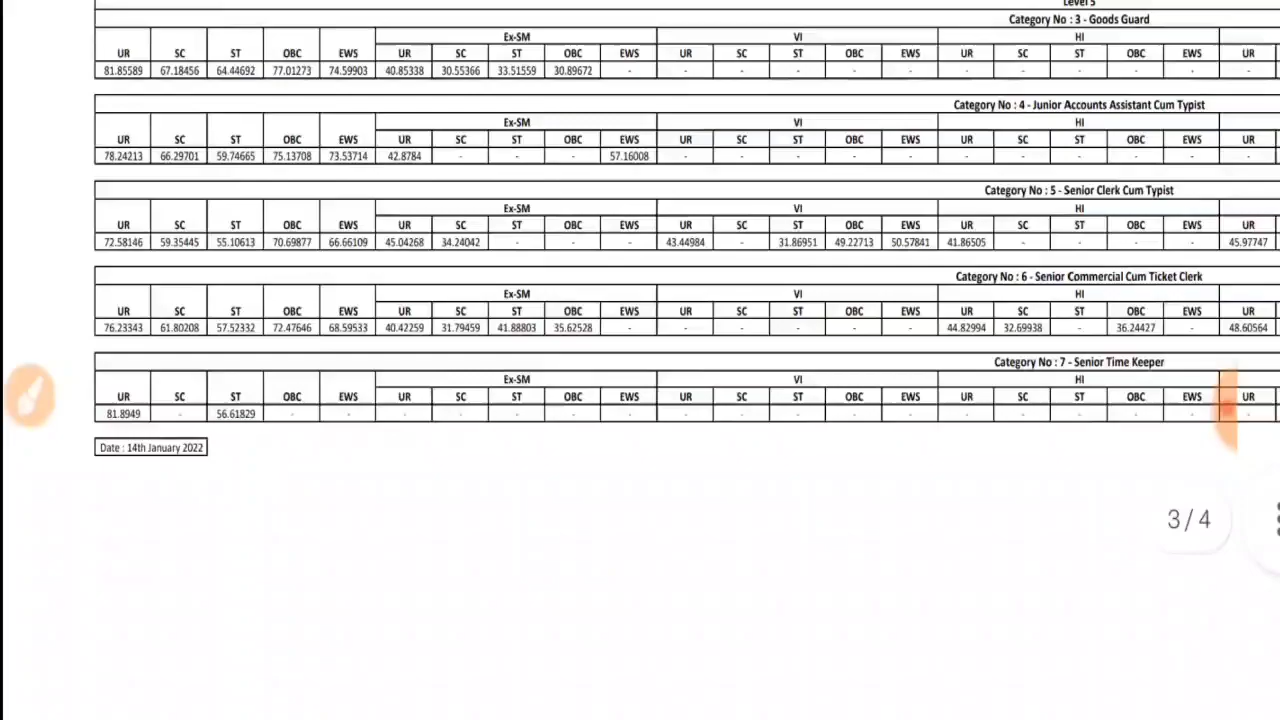 Level 5
Category No : 3 - Goods Guard
Ex-SM VI HI
UR SC ST OBC EWS UR SC ST OBC EWS UR SC ST OBC EWS UR SC ST OBC EWS UR
81.85589 67.18456 64.44692 77.01273 74.59903 40.85338 30.55366 33.51559 30.89672 - - - - - - - - - - - -
Category No : 4 - Junior Accounts Assistant Cum Typist
Ex-SM VI HI
UR SC ST OBC EWS UR SC ST OBC EWS UR SC ST OBC EWS UR SC ST OBC EWS UR
78.24213 66.29701 59.74665 75.13708 73.53714 42.8784 - - - 57.16008 - - - - - - - - - - -
Category No : 5 - Senior Clerk Cum Typist
Ex-SM VI HI
UR SC ST OBC EWS UR SC ST OBC EWS UR SC ST OBC EWS UR SC ST OBC EWS UR
72.58146 59.35445 55.10613 70.69877 66.66109 45.04268 34.24042 - - - 43.44984 - 31.86951 49.22713 50.57841 41.86505 - - - - 45.97747
Category No : 6 - Senior Commercial Cum Ticket Clerk
Ex-SM VI HI
UR SC ST OBC EWS UR SC ST OBC EWS UR SC ST OBC EWS UR SC ST OBC EWS UR
76.23343 61.80208 57.52332 72.47646 68.59533 40.42259 31.79459 41.88803 35.62528 - - - - - - 44.82994 32.69938 - 36.24427 - 48.60564
Category No : 7 - Senior Time Keeper
Ex-SM VI HI
UR SC ST OBC EWS UR SC ST OBC EWS UR SC ST OBC EWS UR SC ST OBC EWS UR
81.8949 - 56.61829 - - - - - - - - - - - - - - - - - -
Date : 14th January 2022
3 / 4